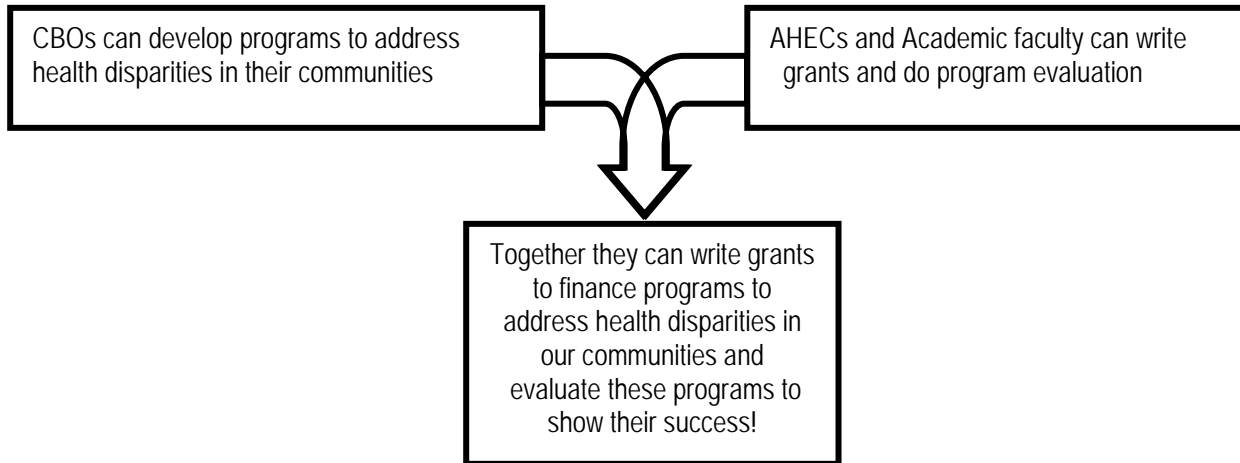 CBOs can develop programs to address
health disparities in their communities
AHECs and Academic faculty can write
grants and do program evaluation
Together they can write grants
to finance programs to
address health disparities in
our communities and
evaluate these programs to
show their success!